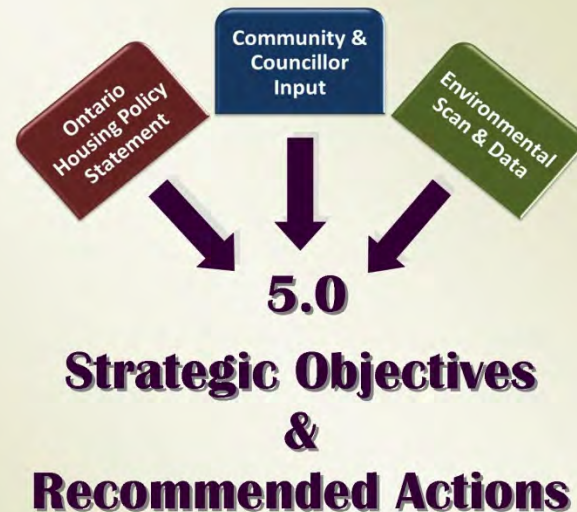 Ontario
Housing Policy
Statement
Community &
Councillor
Input
Environmental
Scan & Data
5.0
Strategic Objectives
&
Recommended Actions